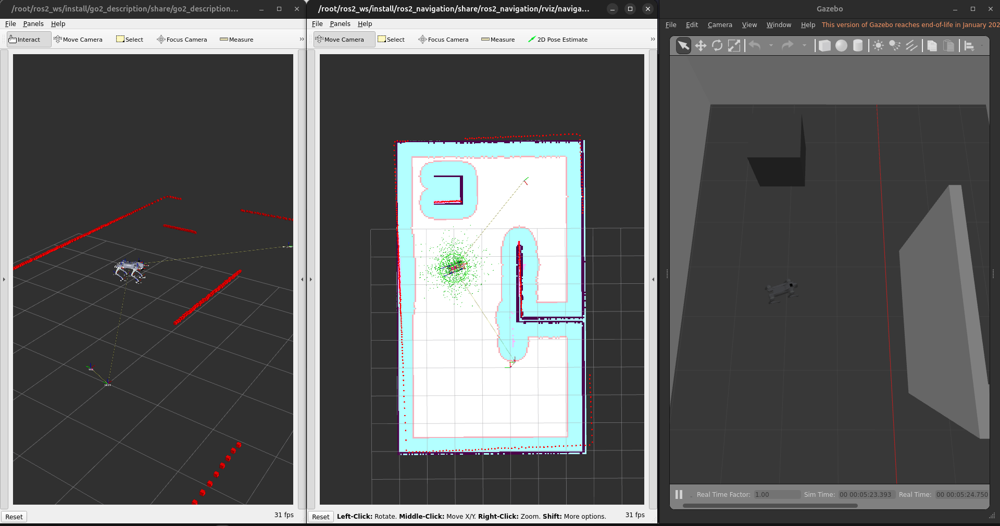 /root/ros2_ws/install/go2_description/share/go2_description...
File Panels Help
Interact Move Camera Select Focus Camera Measure »
Reset
31 fps
/root/ros2_ws/install/ros2_navigation/share/ros2_navigation/rviz/naviga...
File Panels Help
Move Camera Select Focus Camera Measure 2D Pose Estimate »
Reset Left-Click: Rotate. Middle-Click: Move X/Y. Right-Click: Zoom. Shift: More options. 31 fps
Gazebo
File Edit Camera View Window Help This version of Gazebo reaches end-of-life in January 202
Real Time Factor: 1.00 Sim Time: 00 00:05:23.393 Real Time: 00 00:05:24.750